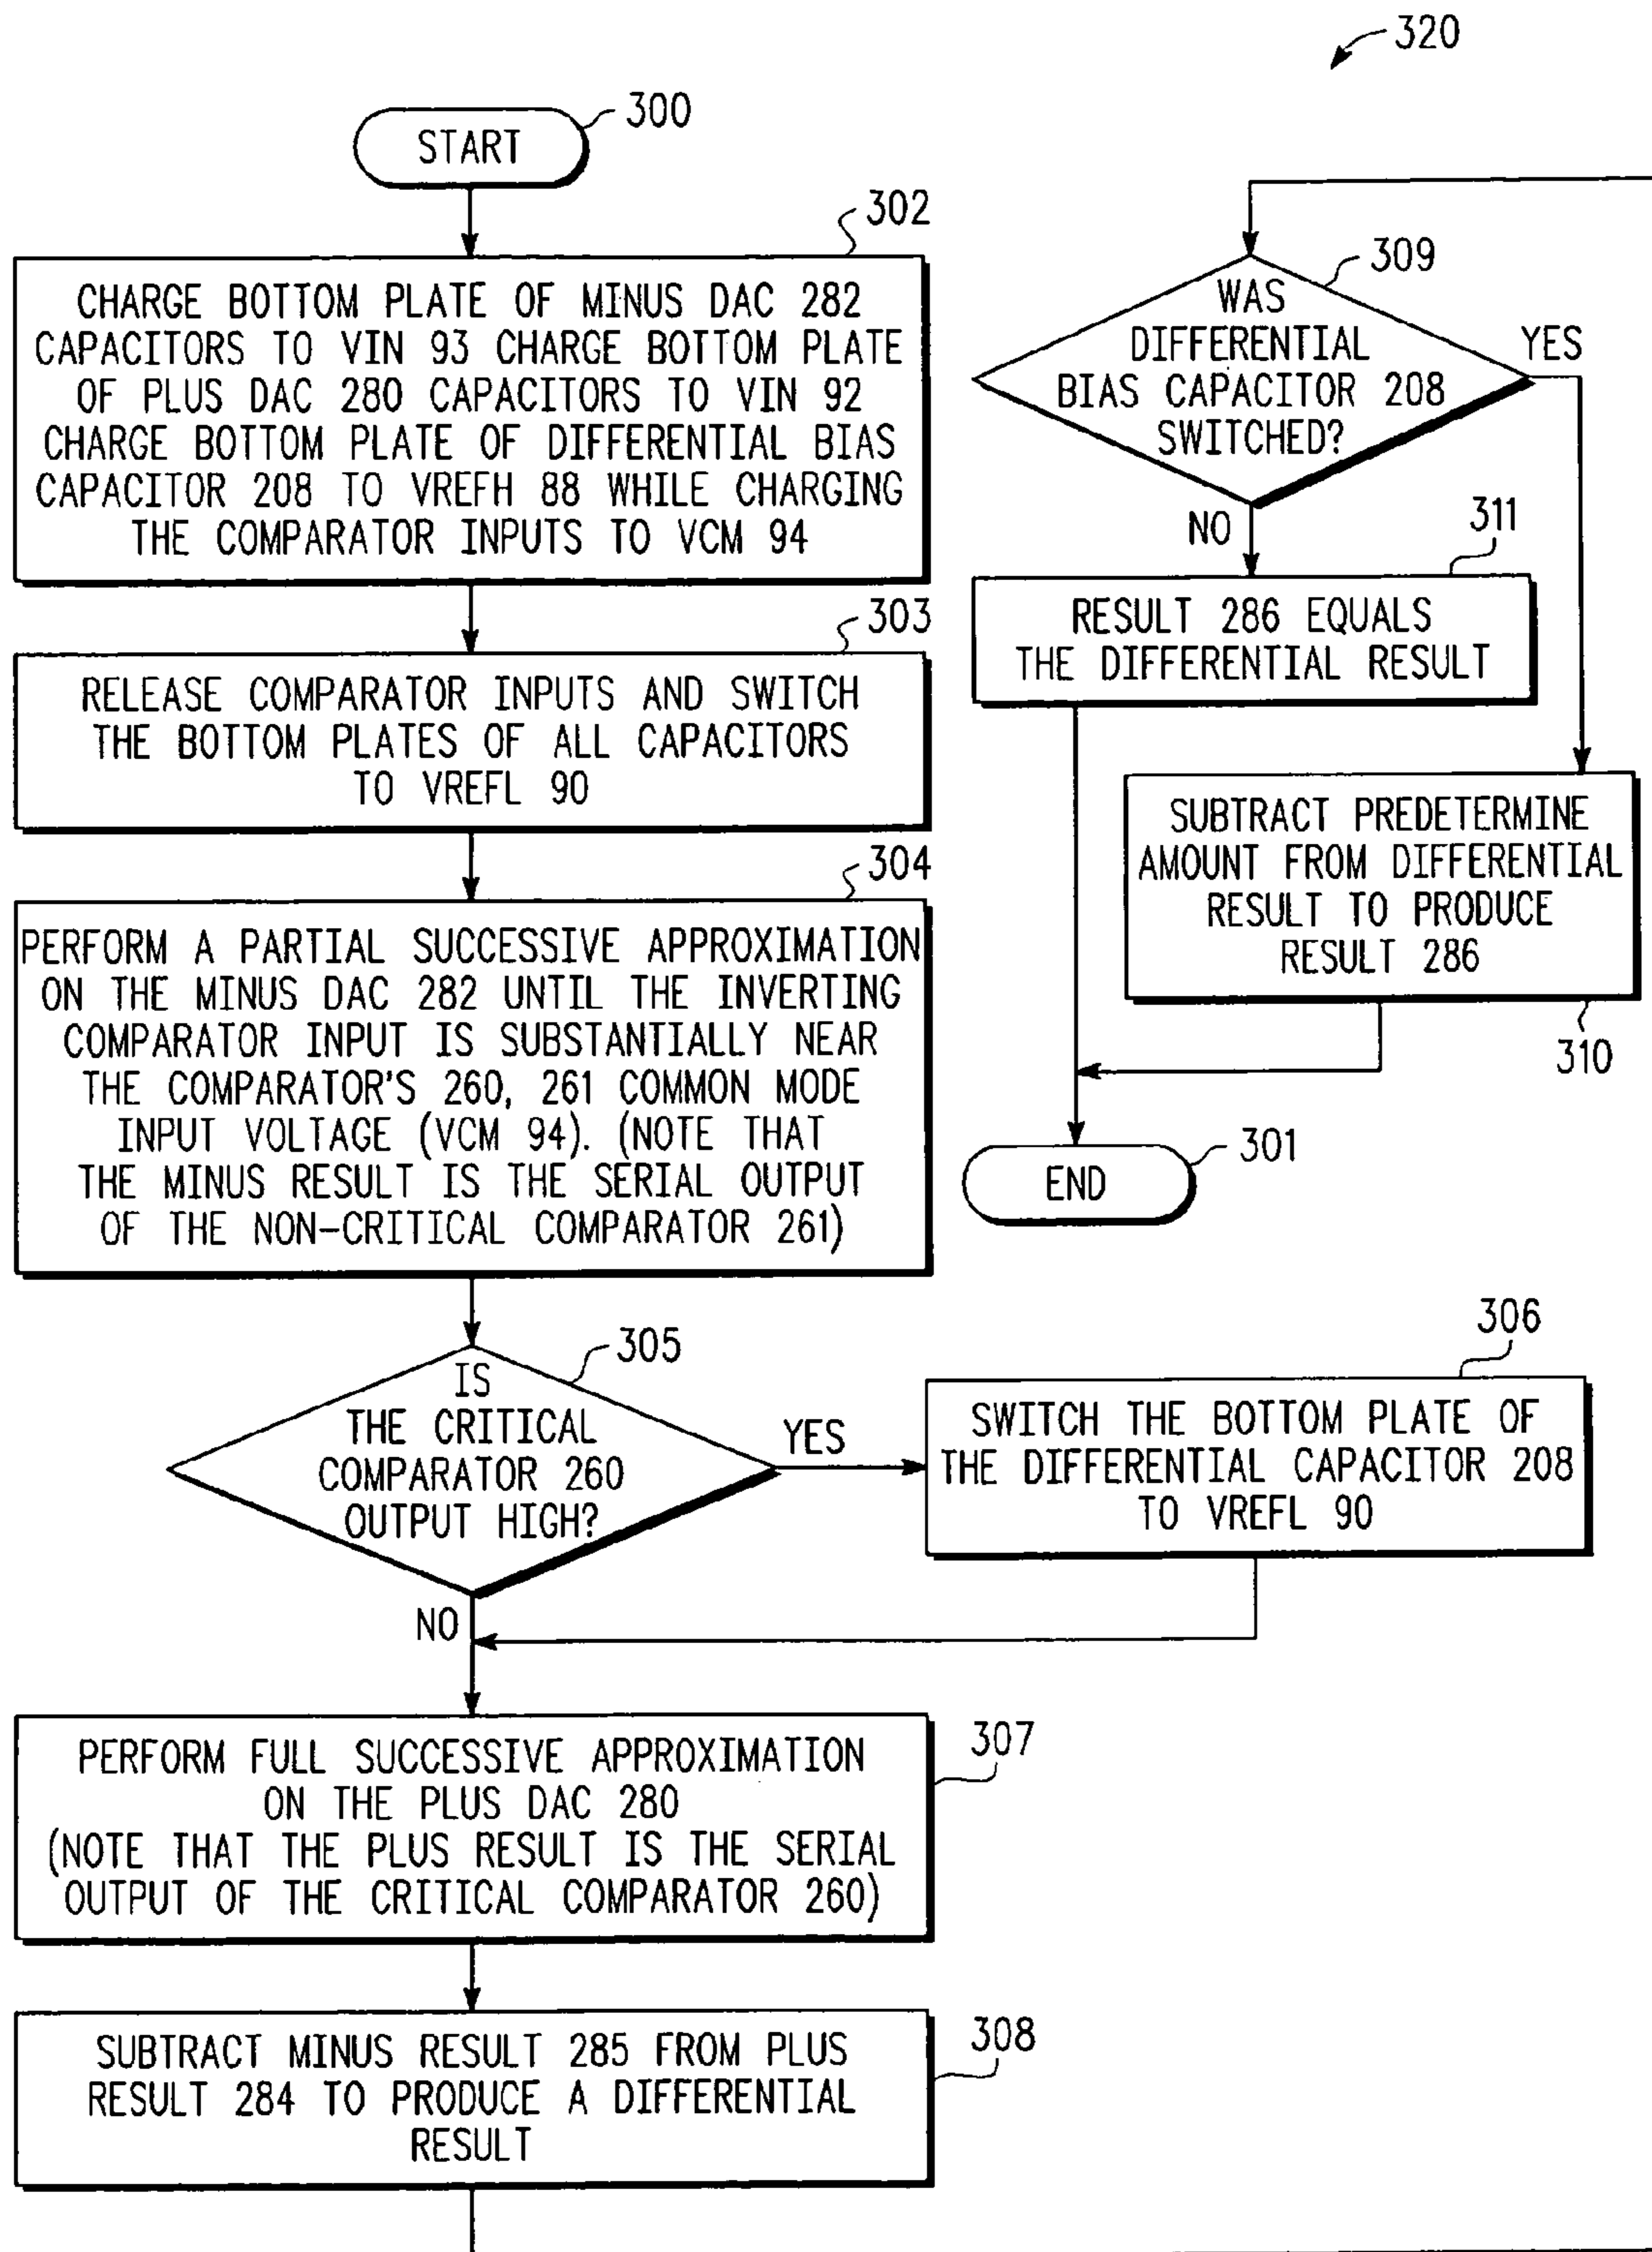 320
START
300
302
CHARGE BOTTOM PLATE OF MINUS DAC 282
CAPACITORS TO VIN 93 CHARGE BOTTOM PLATE
OF PLUS DAC 280 CAPACITORS TO VIN 92
CHARGE BOTTOM PLATE OF DIFFERENTIAL BIAS
CAPACITOR 208 TO VREFH 88 WHILE CHARGING
THE COMPARATOR INPUTS TO VCM 94
303
RELEASE COMPARATOR INPUTS AND SWITCH
THE BOTTOM PLATES OF ALL CAPACITORS
TO VREFL 90
304
PERFORM A PARTIAL SUCCESSIVE APPROXIMATION
ON THE MINUS DAC 282 UNTIL THE INVERTING
COMPARATOR INPUT IS SUBSTANTIALLY NEAR
THE COMPARATOR'S 260, 261 COMMON MODE
INPUT VOLTAGE (VCM 94). (NOTE THAT
THE MINUS RESULT IS THE SERIAL OUTPUT
OF THE NON-CRITICAL COMPARATOR 261)
305
IS
THE CRITICAL
COMPARATOR 260
OUTPUT HIGH?
YES
NO
306
SWITCH THE BOTTOM PLATE OF
THE DIFFERENTIAL CAPACITOR 208
TO VREFL 90
307
PERFORM FULL SUCCESSIVE APPROXIMATION
ON THE PLUS DAC 280
(NOTE THAT THE PLUS RESULT IS THE SERIAL
OUTPUT OF THE CRITICAL COMPARATOR 260)
308
SUBTRACT MINUS RESULT 285 FROM PLUS
RESULT 284 TO PRODUCE A DIFFERENTIAL
RESULT
309
WAS
DIFFERENTIAL
BIAS CAPACITOR 208
SWITCHED?
YES
NO
311
RESULT 286 EQUALS
THE DIFFERENTIAL RESULT
SUBTRACT PREDETERMINE
AMOUNT FROM DIFFERENTIAL
RESULT TO PRODUCE
RESULT 286
310
END
301